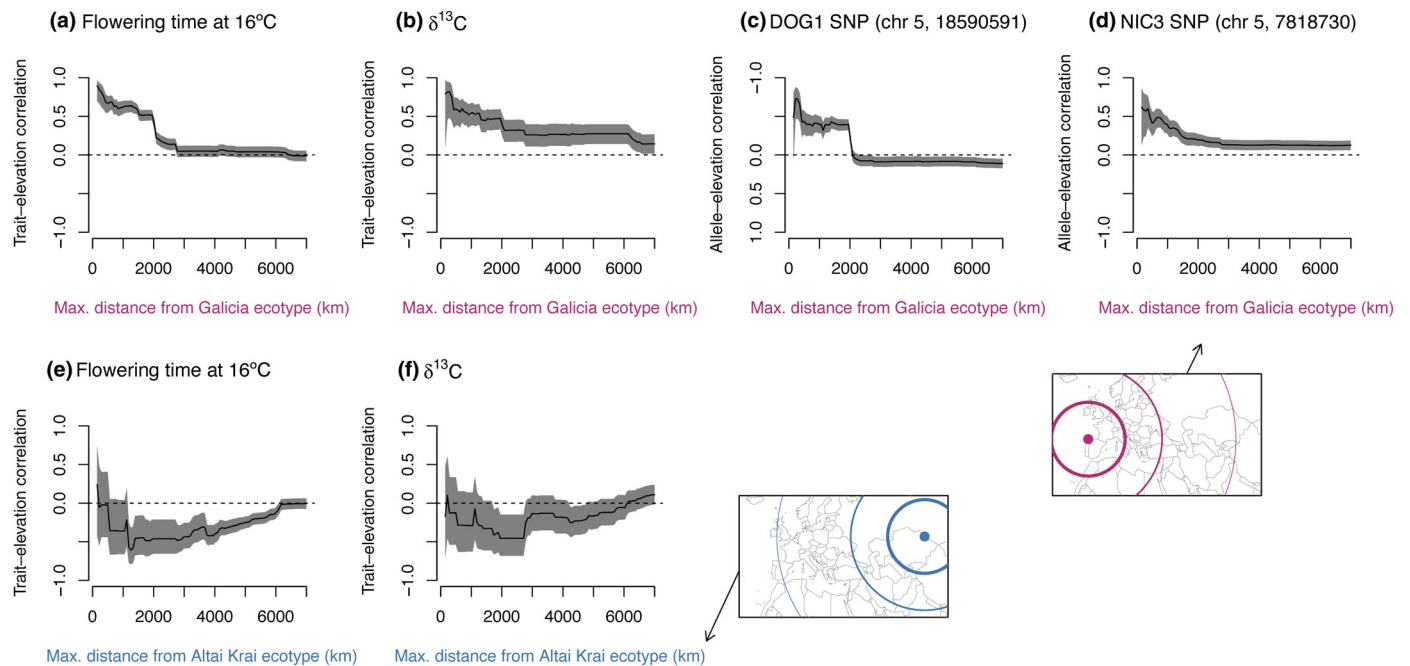 (a) Flowering time at 16ºC
(b) δ13C
(c) DOG1 SNP (chr 5, 18590591)
(d) NIC3 SNP (chr 5, 7818730)
Trait–elevation correlation
1.0
0.5
0.0
−1.0
0
2000
4000
6000
Max. distance from Galicia ecotype (km)
Trait–elevation correlation
1.0
0.5
0.0
−1.0
0
2000
4000
6000
Max. distance from Galicia ecotype (km)
Allele–elevation correlation
−1.0
0.0
0.5
1.0
0
2000
4000
6000
Max. distance from Galicia ecotype (km)
Allele–elevation correlation
1.0
0.5
0.0
−1.0
0
2000
4000
6000
Max. distance from Galicia ecotype (km)
(e) Flowering time at 16ºC
(f) δ13C
Trait–elevation correlation
1.0
0.5
0.0
−1.0
0
2000
4000
6000
Max. distance from Altai Krai ecotype (km)
Trait–elevation correlation
1.0
0.5
0.0
−1.0
0
2000
4000
6000
Max. distance from Altai Krai ecotype (km)